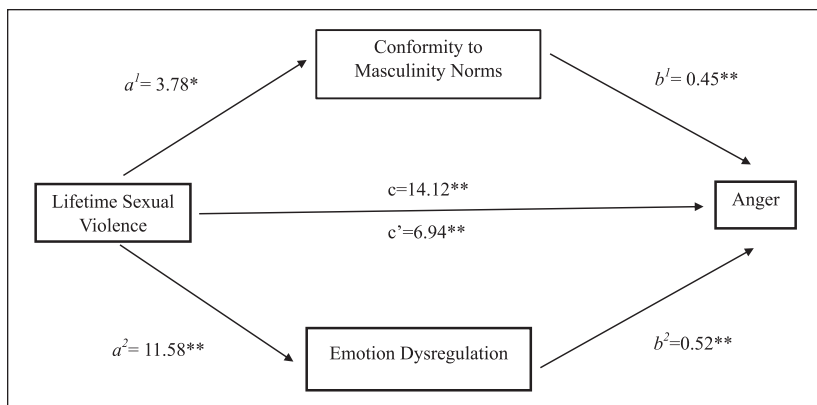 Conformity to
Masculinity Norms
a¹= 3.78*
b¹= 0.45**
Lifetime Sexual
Violence
c=14.12**
c’=6.94**
Anger
a²= 11.58**
Emotion Dysregulation
b²=0.52**